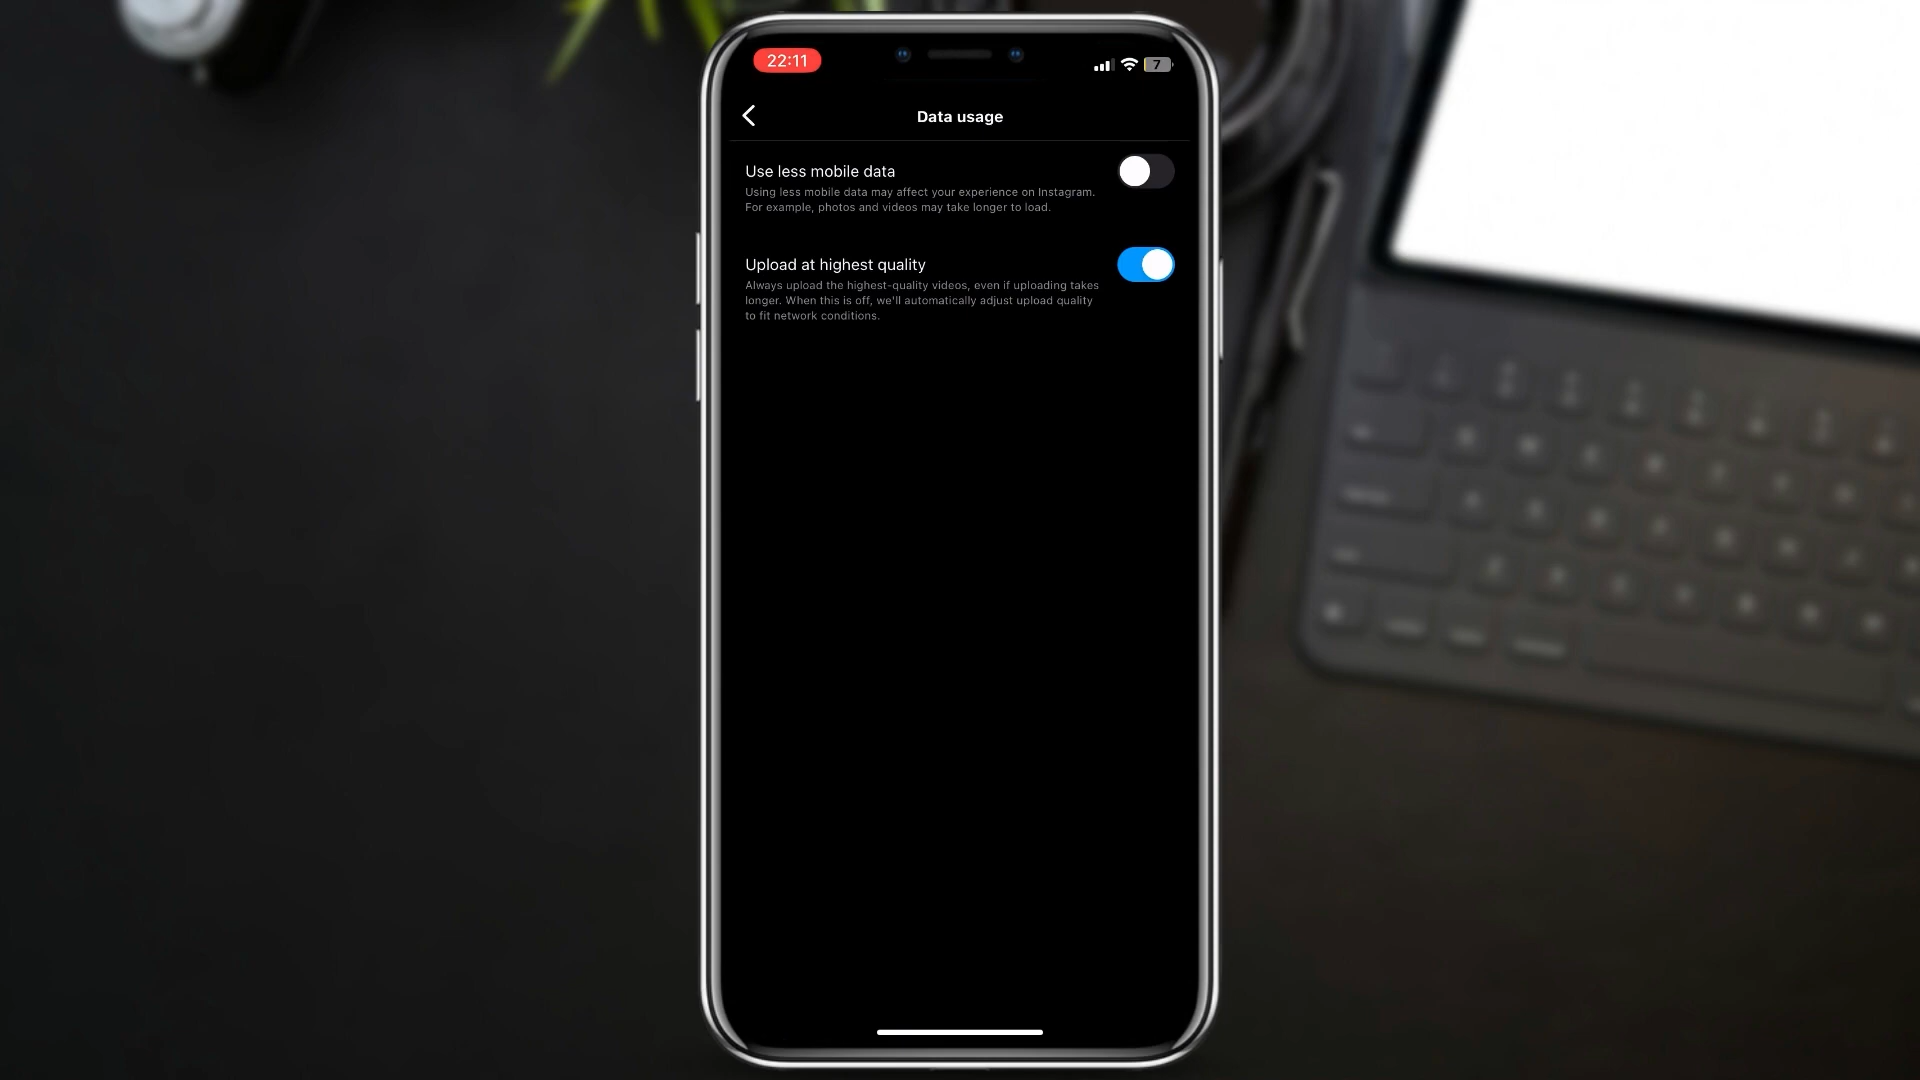 22:11
7
Data usage
Use less mobile data
Using less mobile data may affect your experience on Instagram.
For example, photos and videos may take longer to load.
Upload at highest quality
Always upload the highest-quality videos, even if uploading takes
longer. When this is off, we'll automatically adjust upload quality
to fit network conditions.